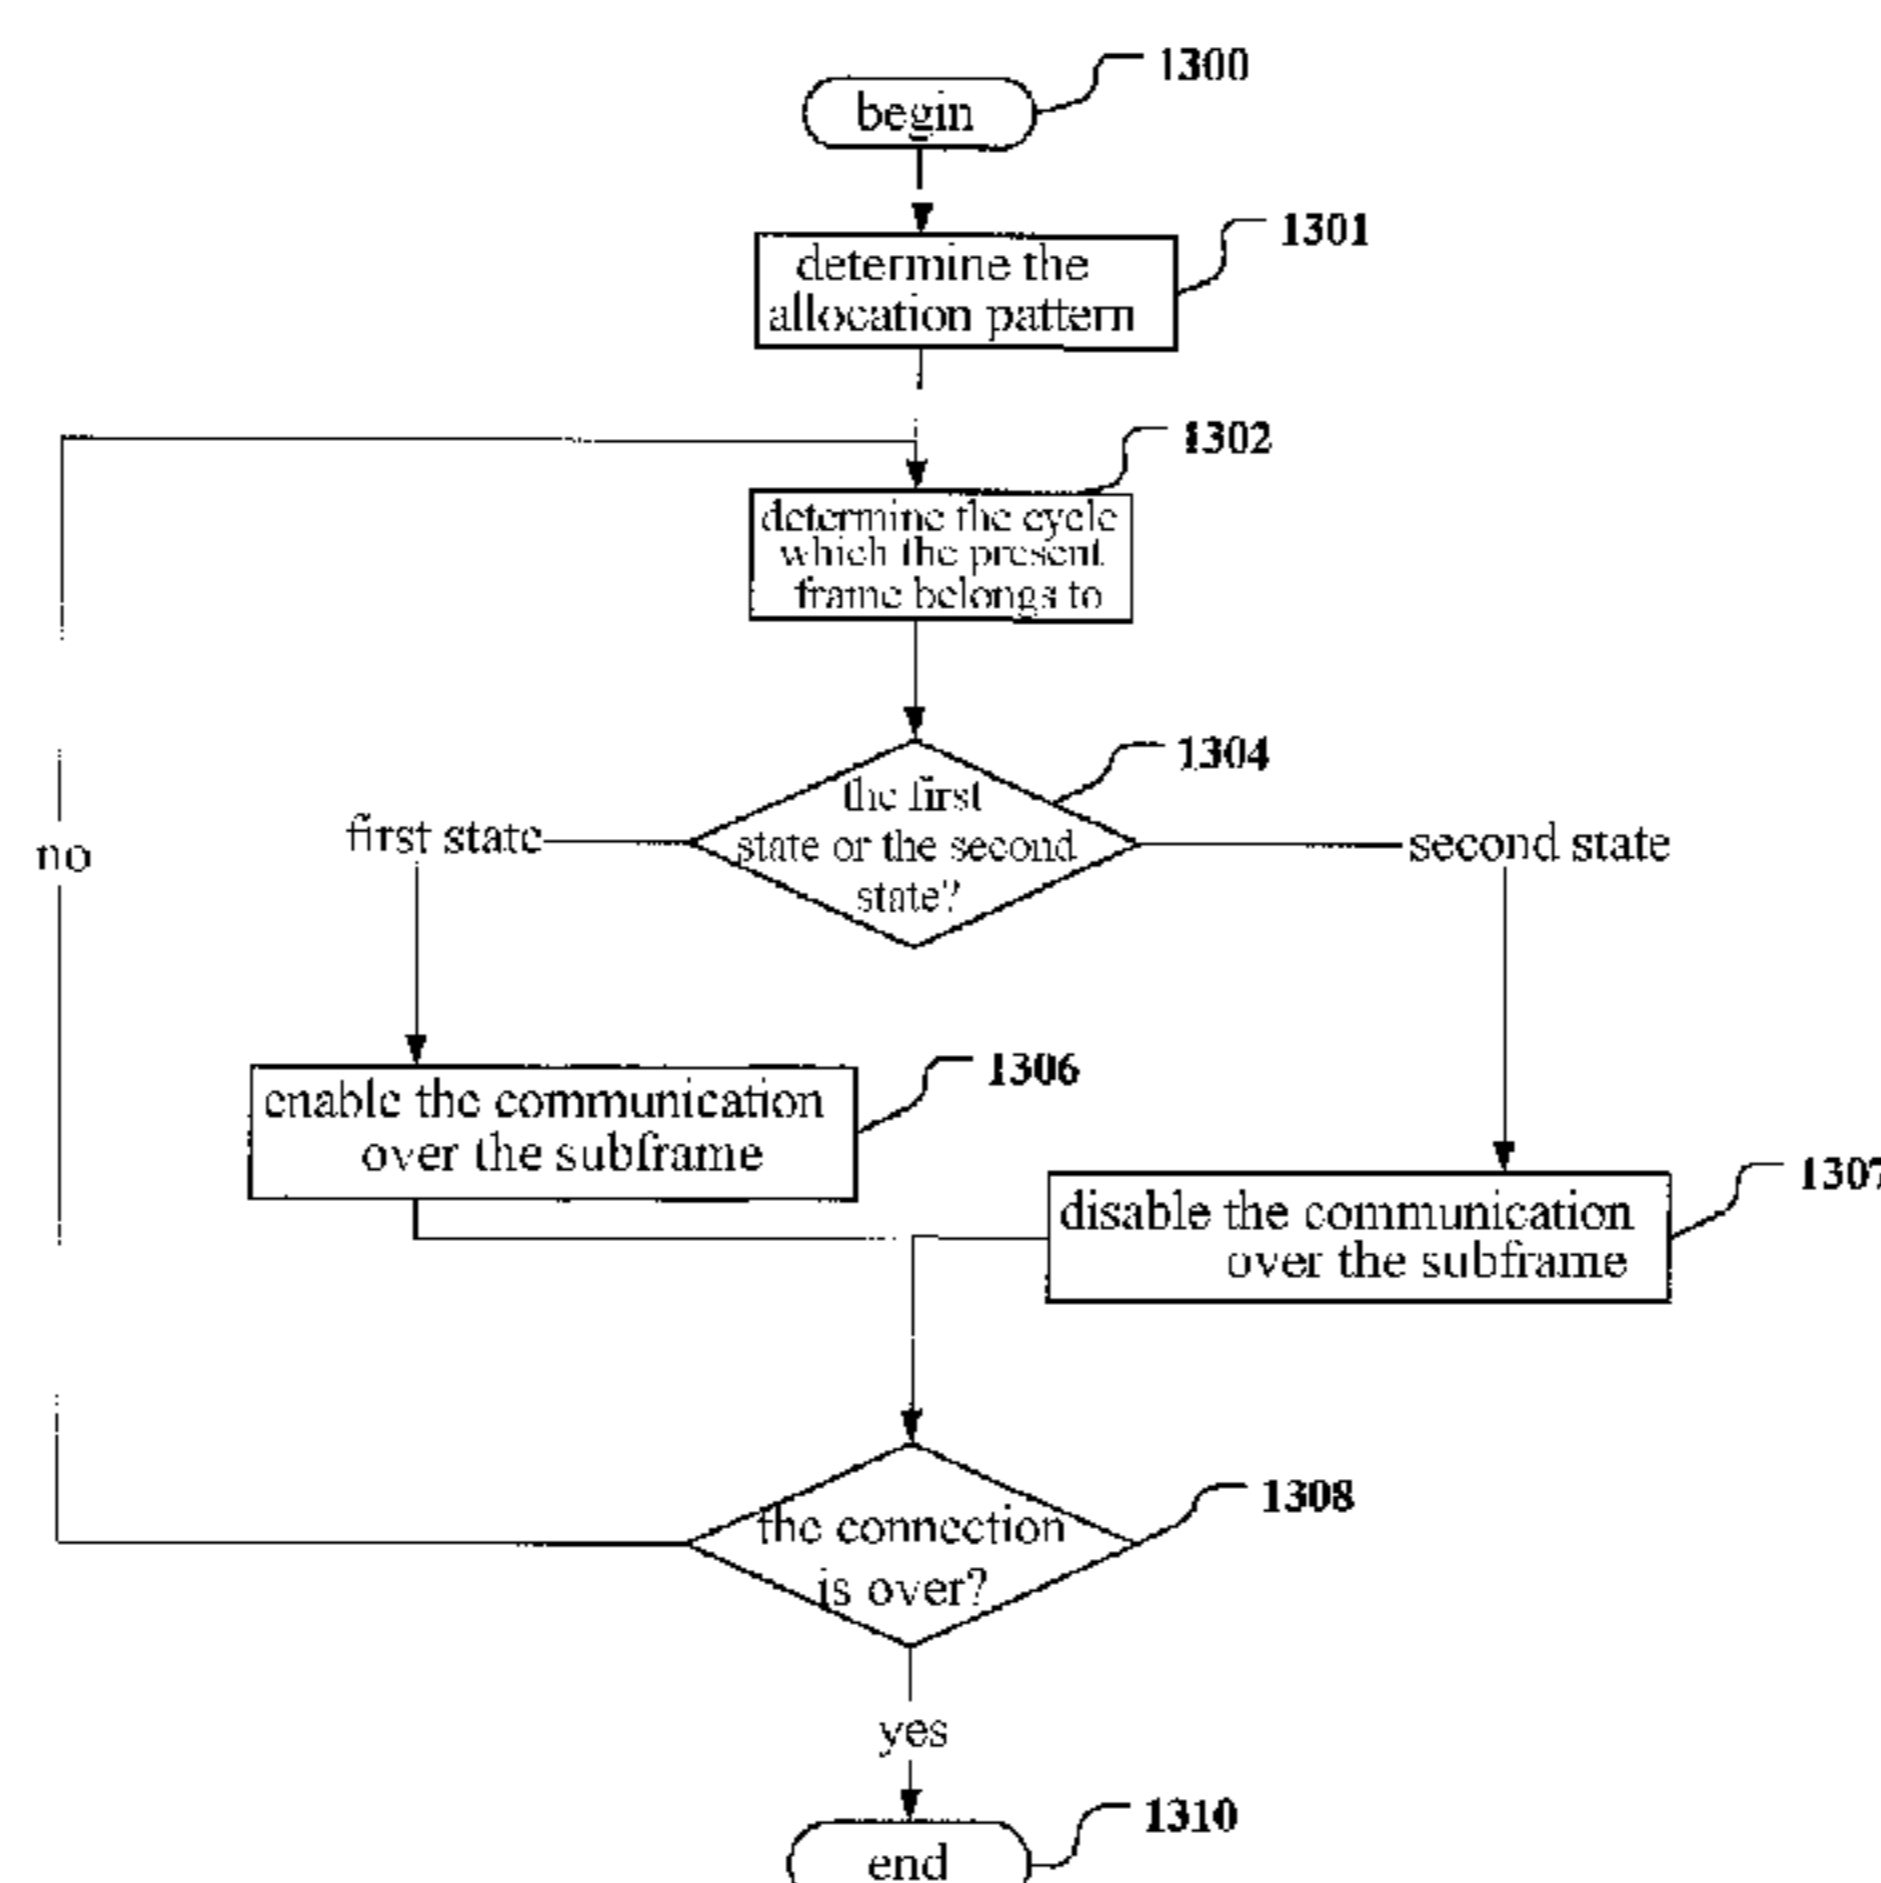 1300
begin
1301
determine the
allocation pattern
1302
determine the cycle
which the present
frame belongs to
1304
the first
state or the second
state?
first state
second state
no
1306
enable the communication
over the subframe
1307
disable the communication
over the subframe
1308
the connection
is over?
yes
1310
end